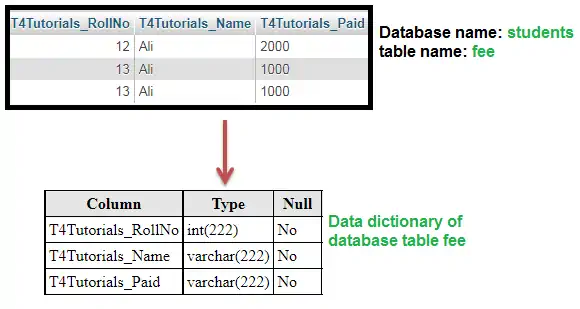 T4Tutorials_RollNo T4Tutorials_Name T4Tutorials_Paid
12 Ali 2000
13 Ali 1000
13 Ali 1000
Database name: students
table name: fee
Column Type Null
T4Tutorials_RollNo int(222) No
T4Tutorials_Name varchar(222) No
T4Tutorials_Paid varchar(222) No
Data dictionary of
database table fee